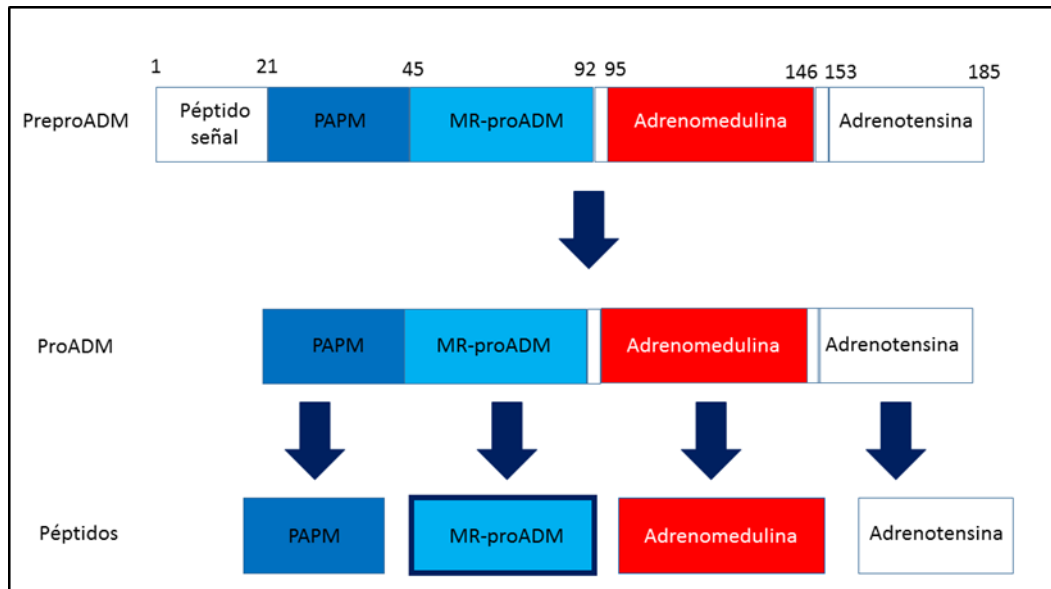 1 21 45 92 95 146 153 185
PreproADM
Péptido
señal
PAPM
MR-proADM
Adrenomedulina
Adrenotensina
ProADM
PAPM
MR-proADM
Adrenomedulina
Adrenotensina
Péptidos
PAPM
MR-proADM
Adrenomedulina
Adrenotensina